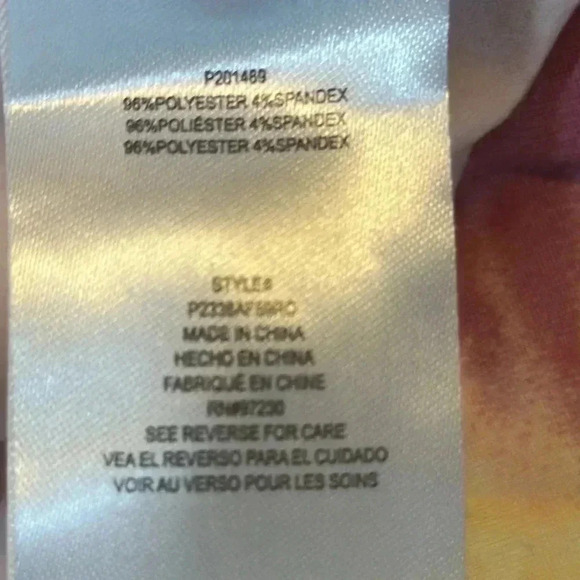 P201469
96%POLYESTER 4%SPANDEX
96%POLIÉSTER 4%SPANDEX
96%POLYESTER 4%SPANDEX
STYLE#
MADE IN CHINA
HECHO EN CHINA
FABRIQUÉ EN CHINE
RN#97230
SEE REVERSE FOR CARE
VEA EL REVERSO PARA EL CUIDADO
VOIR AU VERSO POUR LES SOINS